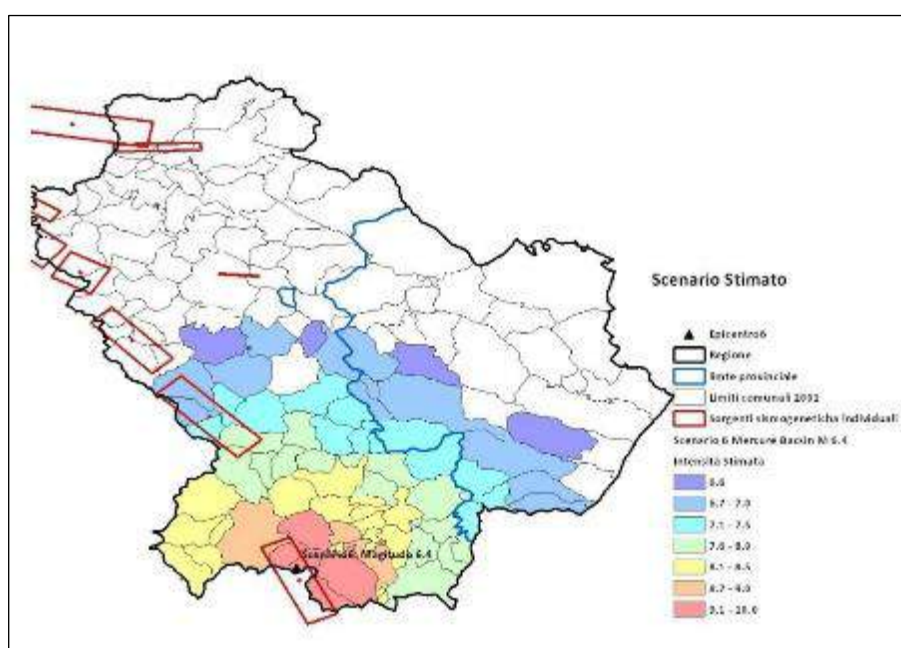 Scenario Stimato
Epicentro6
Regione
limite provinciale
Limiti comunali 2001
Sorgenti sismogenetiche individuali
Scenario 6 Mercure Basin M 6.4
Intensità Stimata
6.6
6.7 - 7.0
7.1 - 7.5
7.6 - 8.0
8.1 - 8.5
8.7 - 9.0
9.1 - 10.0
Magitudo 6.4